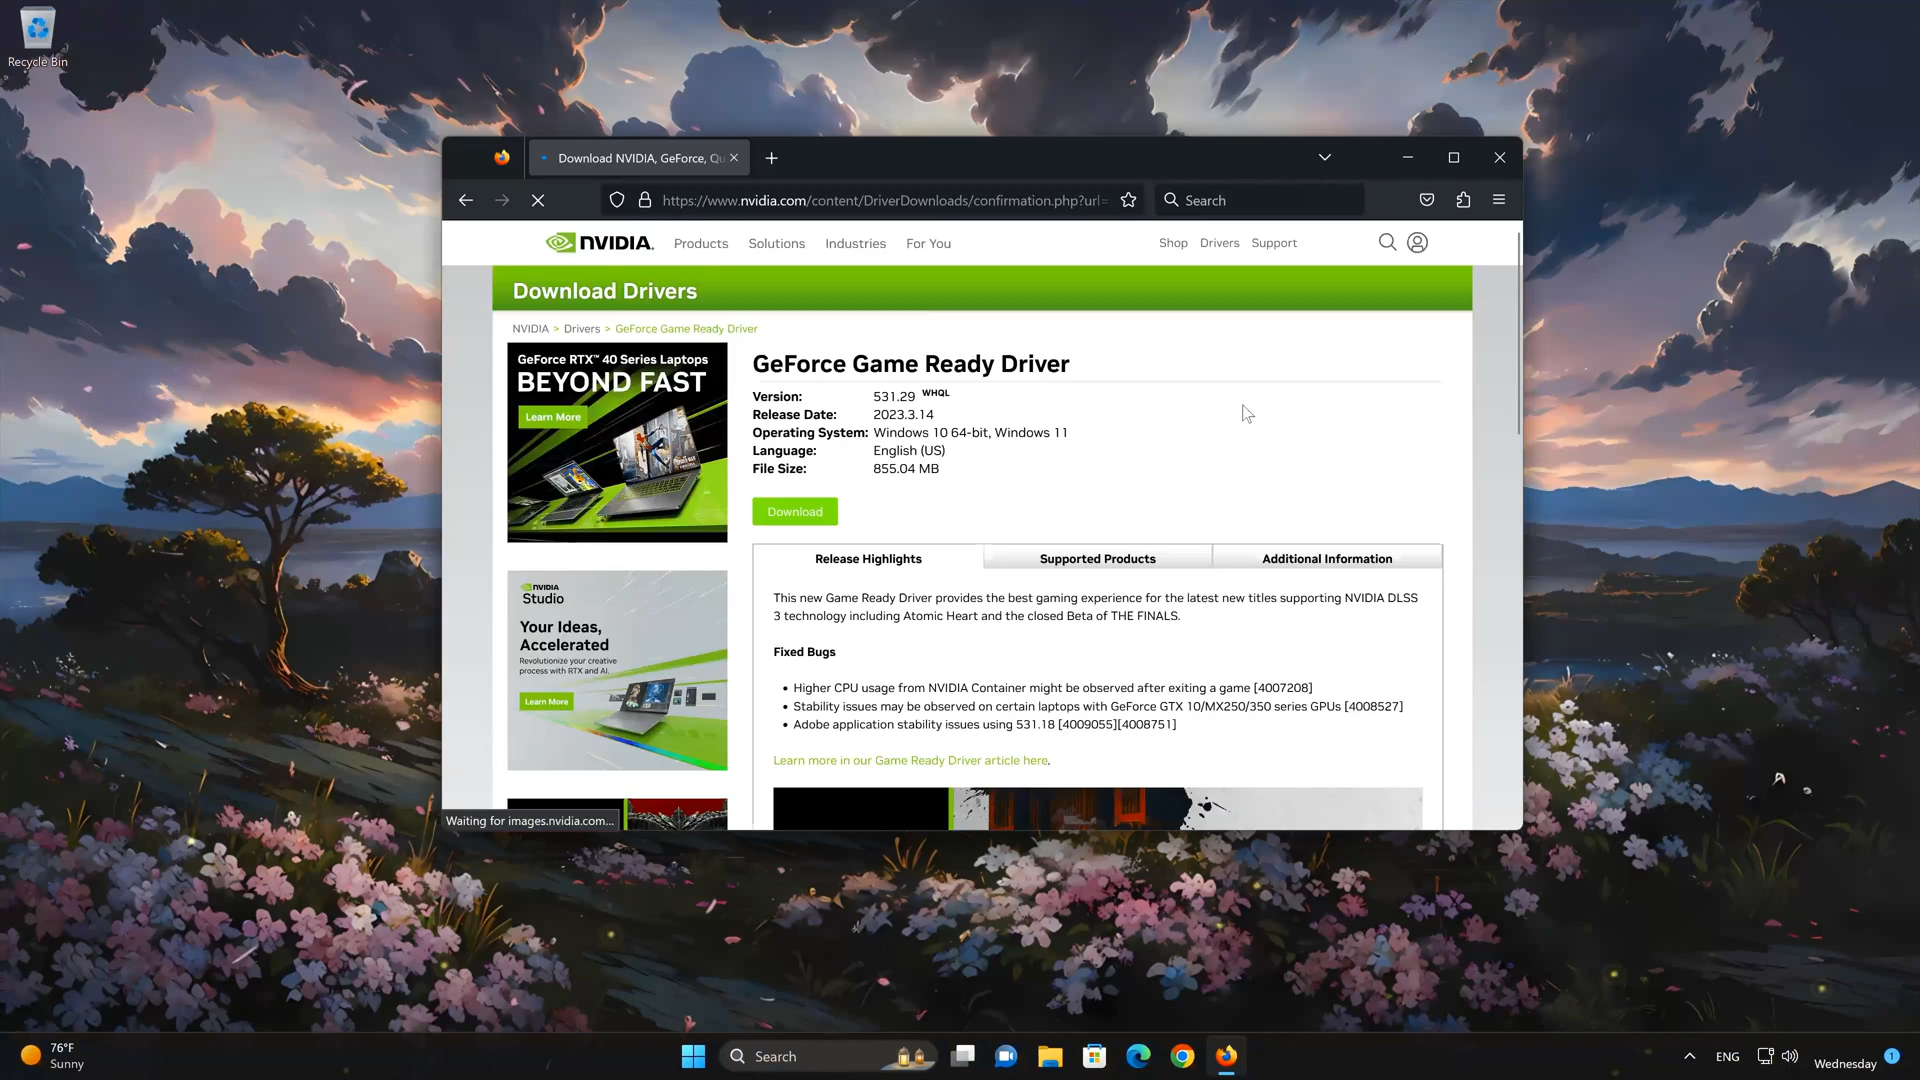 Recycle Bin
Download NVIDIA, GeForce, Qu
https://www.nvidia.com/content/DriverDownloads/confirmation.php?url=
Search
NVIDIA.
Products
Solutions
Industries
For You
Shop
Drivers
Support
Download Drivers
NVIDIA > Drivers > GeForce Game Ready Driver
GeForce RTX™ 40 Series Laptops
BEYOND FAST
Learn More
GeForce Game Ready Driver
Version: 531.29 WHQL
Release Date: 2023.3.14
Operating System: Windows 10 64-bit, Windows 11
Language: English (US)
File Size: 855.04 MB
Download
Release Highlights
Supported Products
Additional Information
This new Game Ready Driver provides the best gaming experience for the latest new titles supporting NVIDIA DLSS
3 technology including Atomic Heart and the closed Beta of THE FINALS.
Fixed Bugs
• Higher CPU usage from NVIDIA Container might be observed after exiting a game [4007208]
• Stability issues may be observed on certain laptops with GeForce GTX 10/MX250/350 series GPUs [4008527]
• Adobe application stability issues using 531.18 [4009055][4008751]
Learn more in our Game Ready Driver article here.
NVIDIA
Studio
Your Ideas,
Accelerated
Revolutionize your creative
process with RTX and AI.
Learn More
Waiting for images.nvidia.com...
76°F
Sunny
Search
ENG
Wednesday
1